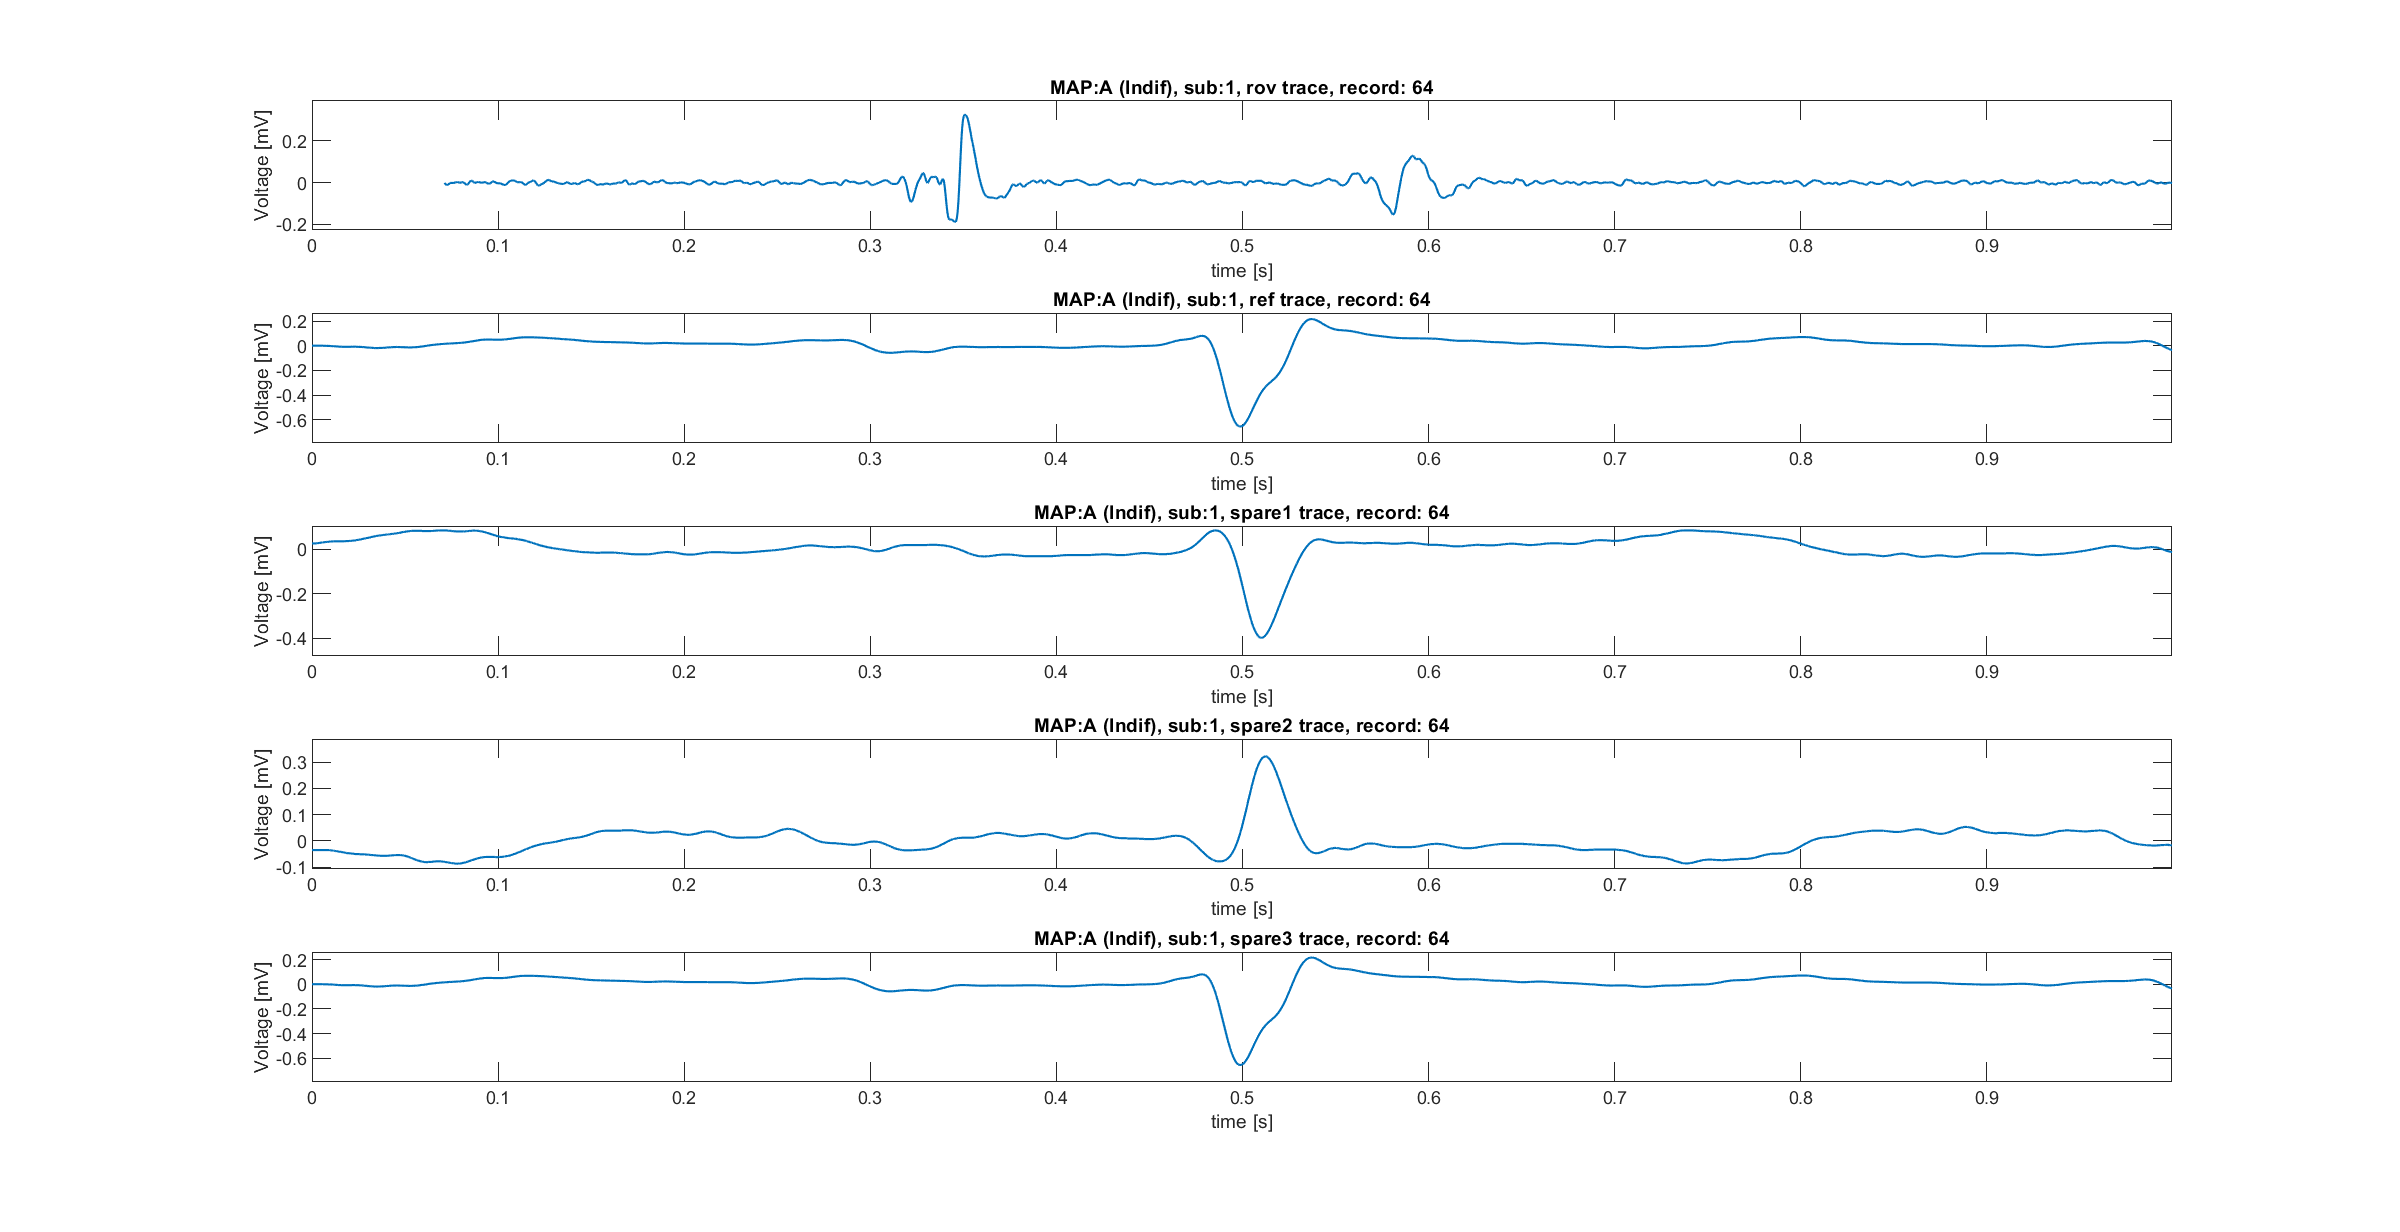 MAP:A (Indif), sub:1, rov trace, record: 64
Voltage [mV]
0.2
0
-0.2
0 0.1 0.2 0.3 0.4 0.5 0.6 0.7 0.8 0.9
time [s]
MAP:A (Indif), sub:1, ref trace, record: 64
Voltage [mV]
0.2
0
-0.2
-0.4
-0.6
0 0.1 0.2 0.3 0.4 0.5 0.6 0.7 0.8 0.9
time [s]
MAP:A (Indif), sub:1, spare1 trace, record: 64
Voltage [mV]
0
-0.2
-0.4
0 0.1 0.2 0.3 0.4 0.5 0.6 0.7 0.8 0.9
time [s]
MAP:A (Indif), sub:1, spare2 trace, record: 64
Voltage [mV]
0.3
0.2
0.1
0
-0.1
0 0.1 0.2 0.3 0.4 0.5 0.6 0.7 0.8 0.9
time [s]
MAP:A (Indif), sub:1, spare3 trace, record: 64
Voltage [mV]
0.2
0
-0.2
-0.4
-0.6
0 0.1 0.2 0.3 0.4 0.5 0.6 0.7 0.8 0.9
time [s]